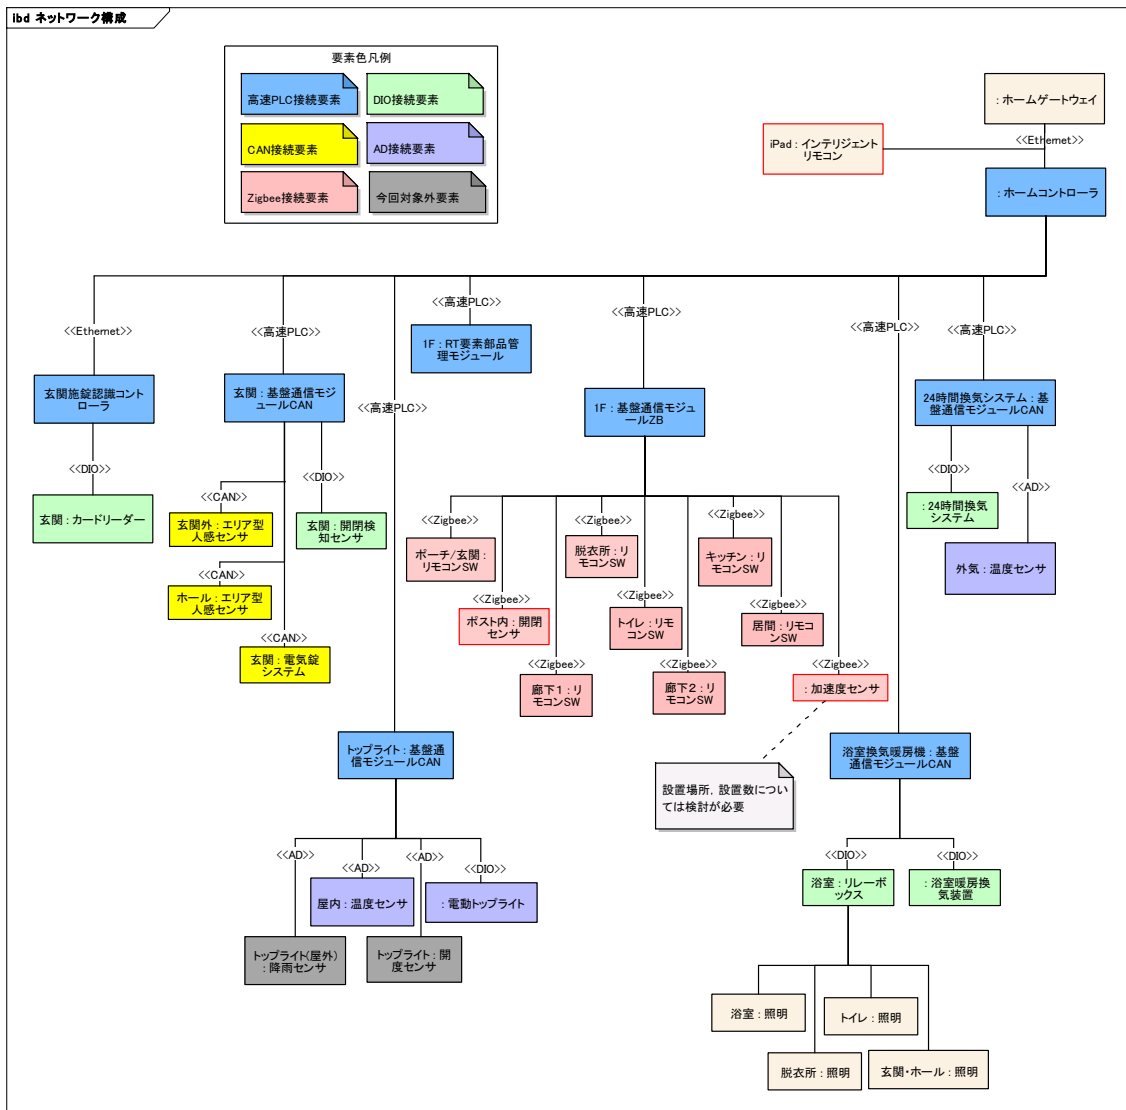 ibd ネットワーク構成
要素色凡例
高速PLC接続要素
DIO接続要素
CAN接続要素
AD接続要素
Zigbee接続要素
今回対象外要素
: ホームゲートウェイ
<<Ethernet>>
iPad : インテリジェント
リモコン
: ホームコントローラ
<<Ethernet>>
<<高速PLC>>
<<高速PLC>>
<<高速PLC>>
<<高速PLC>>
<<高速PLC>>
<<高速PLC>>
<<高速PLC>>
1F : RT要素部品管
理モジュール
玄関施錠認識コント
ローラ
玄関 : 基盤通信モジ
ュールCAN
1F : 基盤通信モジュ
ールZB
24時間換気システム : 基
盤通信モジュールCAN
<<DIO>>
玄関 : カードリーダー
<<CAN>>
玄関外 : エリア型
人感センサ
<<DIO>>
玄関 : 開閉検
知センサ
<<CAN>>
ホール : エリア型
人感センサ
<<CAN>>
玄関 : 電気錠
システム
<<Zigbee>>
ポーチ/玄関 :
リモコンSW
<<Zigbee>>
脱衣所 : リ
モコンSW
<<Zigbee>>
キッチン : リ
モコンSW
<<Zigbee>>
ポスト内 : 開閉
センサ
<<Zigbee>>
トイレ : リモ
コンSW
<<Zigbee>>
居間 : リモコ
ンSW
<<Zigbee>>
廊下1 : リ
モコンSW
<<Zigbee>>
廊下2 : リ
モコンSW
<<Zigbee>>
: 加速度センサ
設置場所, 設置数につい
ては検討が必要
<<DIO>>
: 24時間換気
システム
<<AD>>
外気 : 温度センサ
トップライト : 基盤通
信モジュールCAN
浴室換気暖房機 : 基盤
通信モジュールCAN
<<AD>>
<<AD>>
<<AD>>
<<DIO>>
屋内 : 温度センサ
: 電動トップライト
トップライト(屋外)
: 降雨センサ
トップライト : 開
度センサ
<<DIO>>
<<DIO>>
浴室 : リレーボ
ックス
: 浴室暖房換
気装置
浴室 : 照明
トイレ : 照明
脱衣所 : 照明
玄関・ホール : 照明